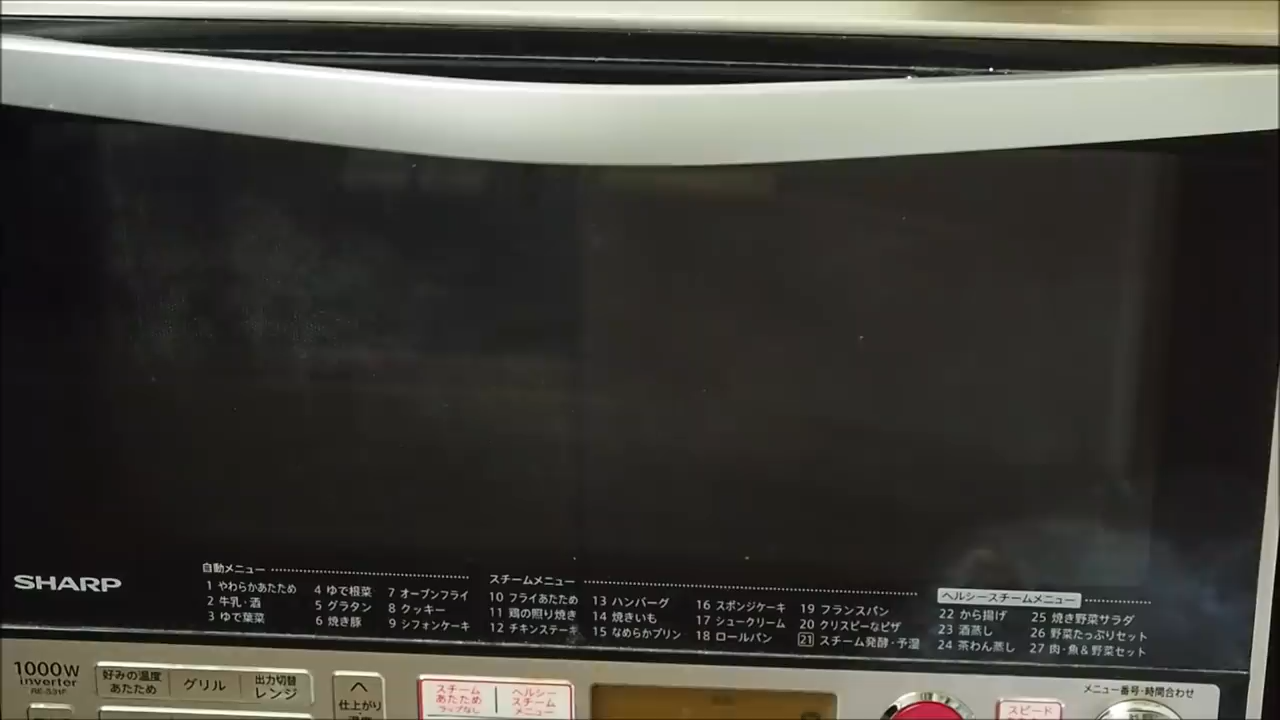 自動メニュー
1 やわらかあたため
2 牛乳・酒
3 ゆで葉菜
4 ゆで根菜
5 グラタン
6 焼き豚
7 オーブンフライ
8 クッキー
9 シフォンケーキ
スチームメニュー
10 フライあたため
11 鶏の照り焼き
12 チキンステーキ
13 ハンバーグ
14 焼きいも
15 なめらかプリン
16 スポンジケーキ
17 シュークリーム
18 ロールパン
19 フランスパン
20 クリスピーなピザ
21 スチーム発酵・予湿
ヘルシースチームメニュー
22 から揚げ
23 酒蒸し
24 茶わん蒸し
25 焼き野菜サラダ
26 野菜たっぷりセット
27 肉・魚&野菜セット
SHARP
1000W
inverter
RE-S31F
好みの温度
あたため
グリル
出力切替
レンジ
仕上がり
スチーム
あたため
ラップなし
ヘルシー
スチーム
メニュー
スピード
メニュー番号・時間合わせ